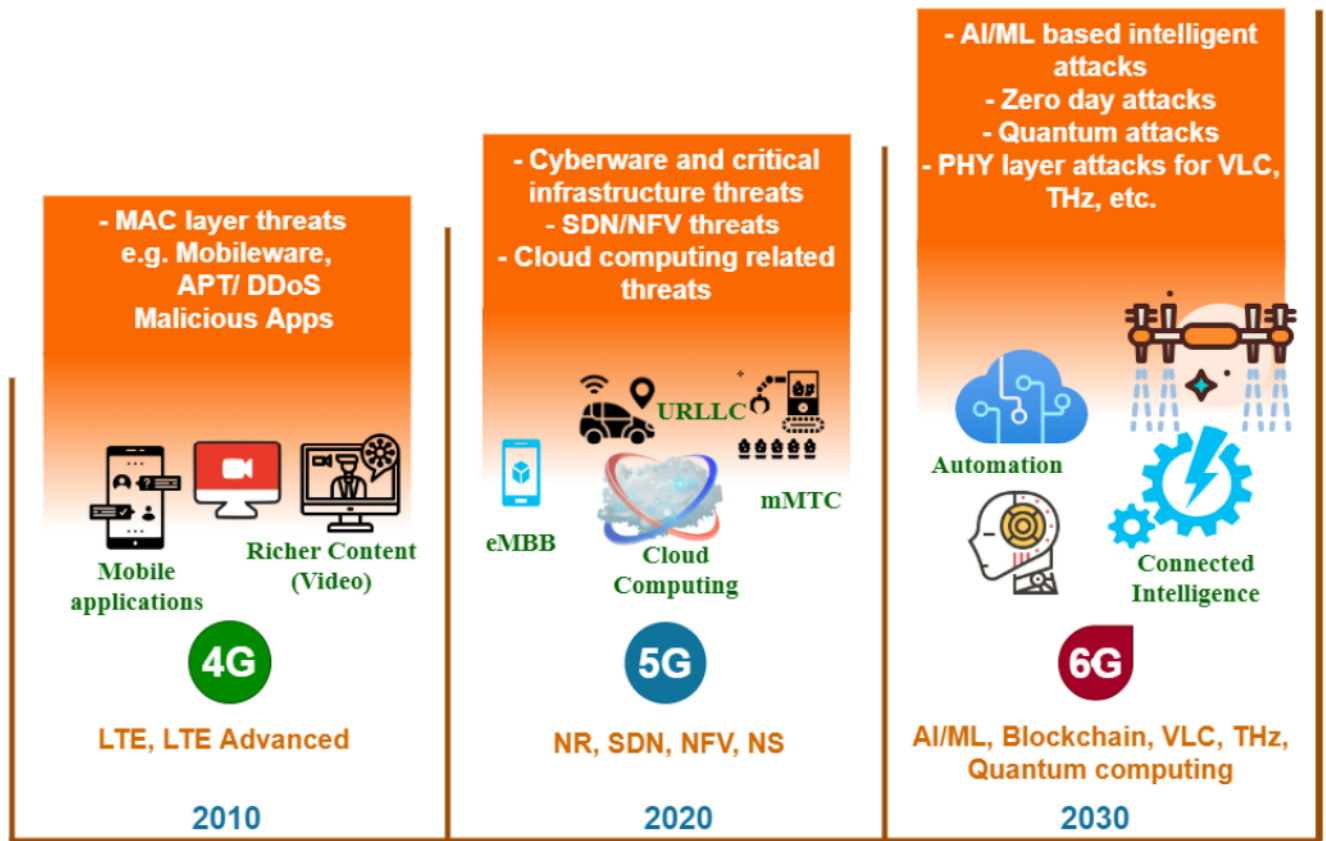 - MAC layer threats
e.g. Mobileware,
APT/ DDoS
Malicious Apps
Mobile
applications
Richer Content
(Video)
4G
LTE, LTE Advanced
2010
- Cyberware and critical
infrastructure threats
- SDN/NFV threats
- Cloud computing related
threats
URLLC
eMBB
mMTC
Cloud
Computing
5G
NR, SDN, NFV, NS
2020
- AI/ML based intelligent
attacks
- Zero day attacks
- Quantum attacks
- PHY layer attacks for VLC,
THz, etc.
Automation
Connected
Intelligence
6G
AI/ML, Blockchain, VLC, THz,
Quantum computing
2030